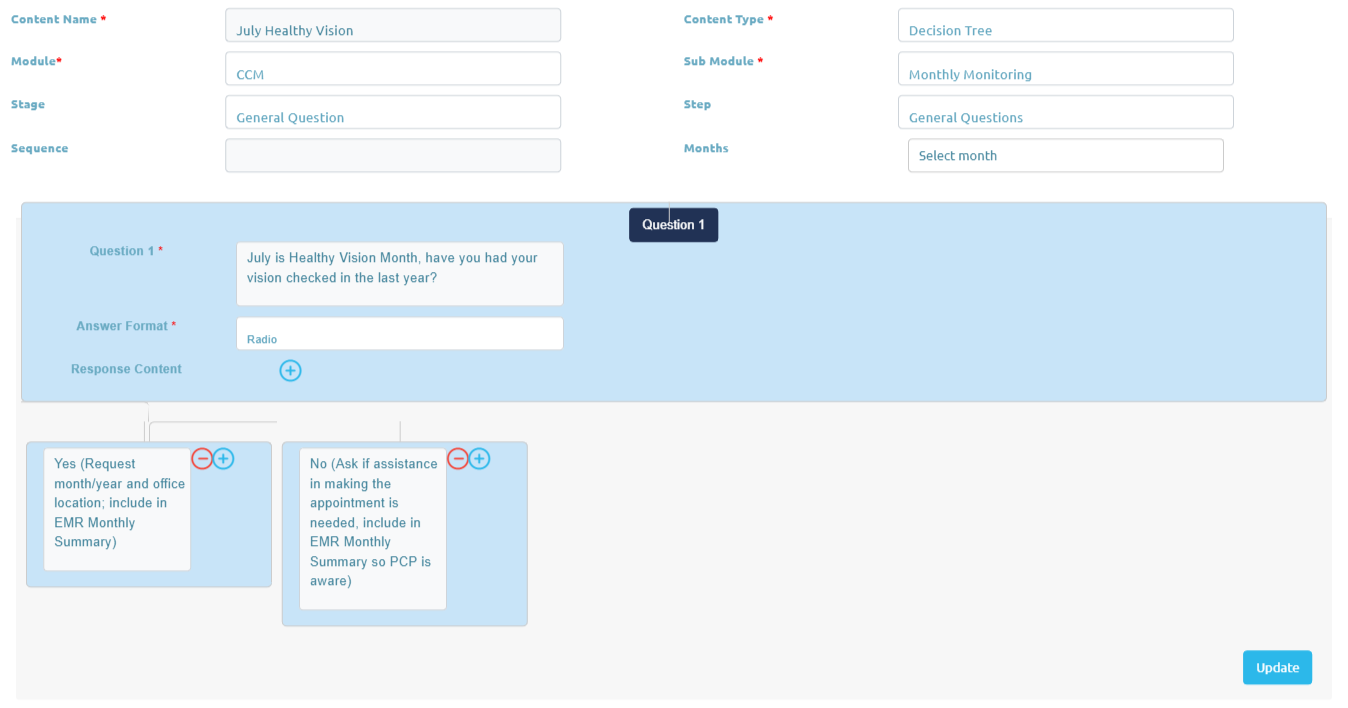 Content Name *
July Healthy Vision
Content Type *
Decision Tree
Module*
CCM
Sub Module *
Monthly Monitoring
Stage
General Question
Step
General Questions
Sequence
Months
Select month
Question 1
Question 1 *
July is Healthy Vision Month, have you had your
vision checked in the last year?
Answer Format *
Radio
Response Content
Yes (Request
month/year and office
location; include in
EMR Monthly
Summary)
No (Ask if assistance
in making the
appointment is
needed, include in
EMR Monthly
Summary so PCP is
aware)
Update